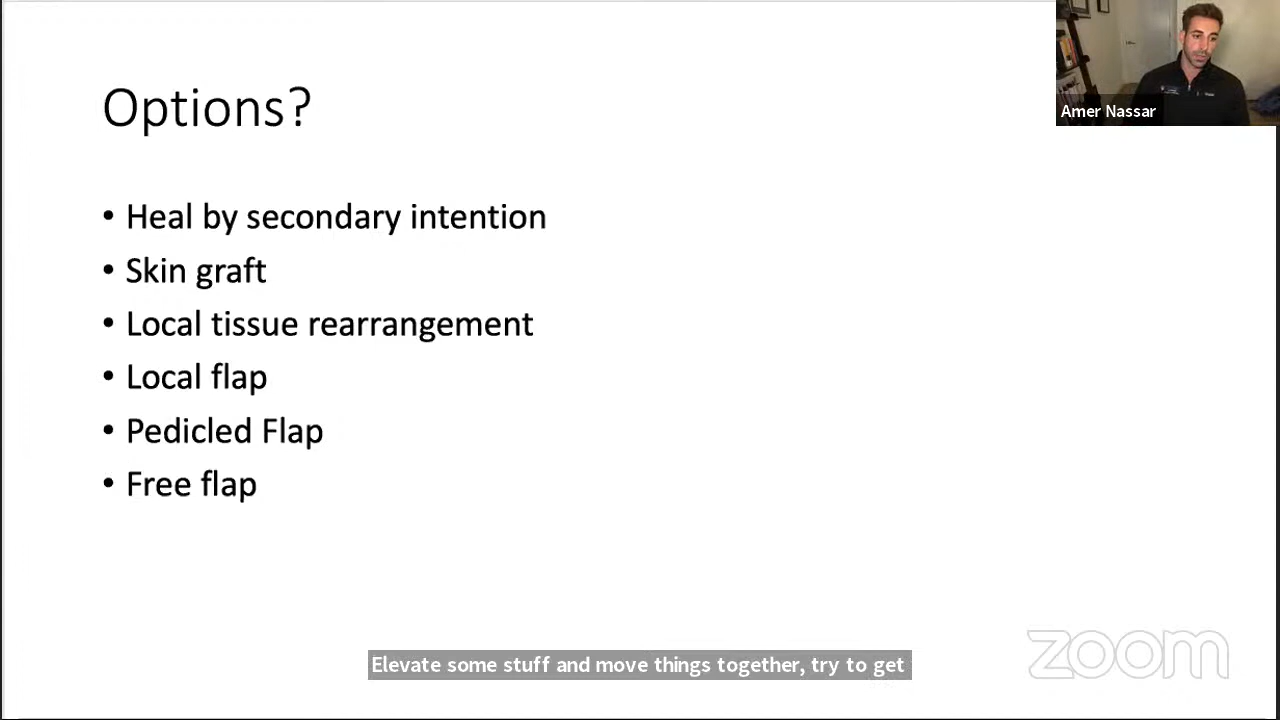 Options?
Amer Nassar
• Heal by secondary intention
• Skin graft
• Local tissue rearrangement
• Local flap
• Pedicled Flap
• Free flap
Elevate some stuff and move things together, try to get
zoom